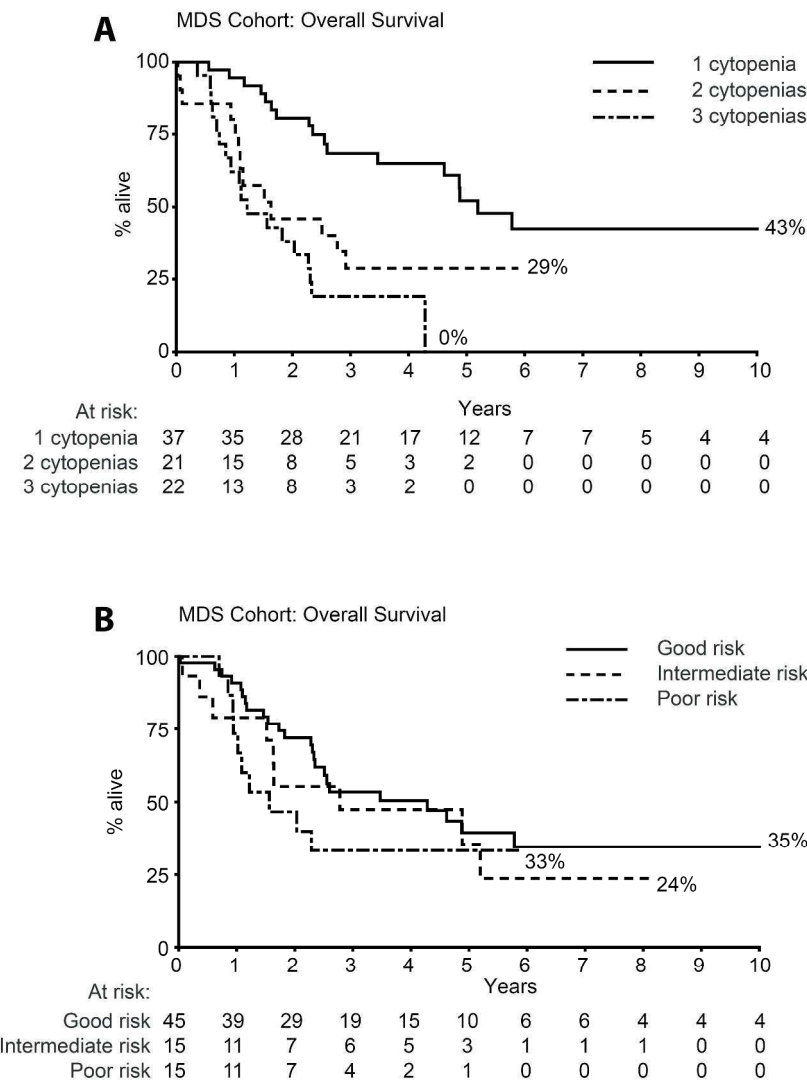 A
MDS Cohort: Overall Survival
1 cytopenia
2 cytopenias
3 cytopenias
100
75
50
25
0
% alive
43%
29%
0%
0 1 2 3 4 5 6 7 8 9 10
Years
At risk:
1 cytopenia 37 35 28 21 17 12 7 7 5 4 4
2 cytopenias 21 15 8 5 3 2 0 0 0 0 0
3 cytopenias 22 13 8 3 2 0 0 0 0 0 0
B
MDS Cohort: Overall Survival
Good risk
Intermediate risk
Poor risk
100
75
50
25
0
% alive
35%
33%
24%
0 1 2 3 4 5 6 7 8 9 10
Years
At risk:
Good risk 45 39 29 19 15 10 6 6 4 4 4
Intermediate risk 15 11 7 6 5 3 1 1 1 0 0
Poor risk 15 11 7 4 2 1 0 0 0 0 0